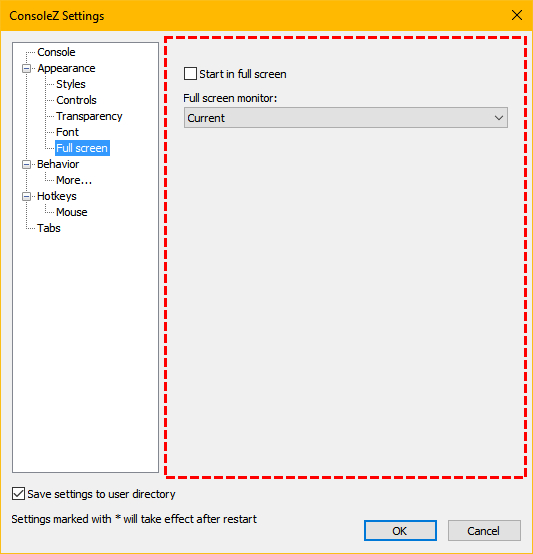 ConsoleZ Settings
Console
Appearance
Styles
Controls
Transparency
Font
Full screen
Behavior
More...
Hotkeys
Mouse
Tabs
Start in full screen
Full screen monitor:
Current
Save settings to user directory
Settings marked with * will take effect after restart
OK
Cancel